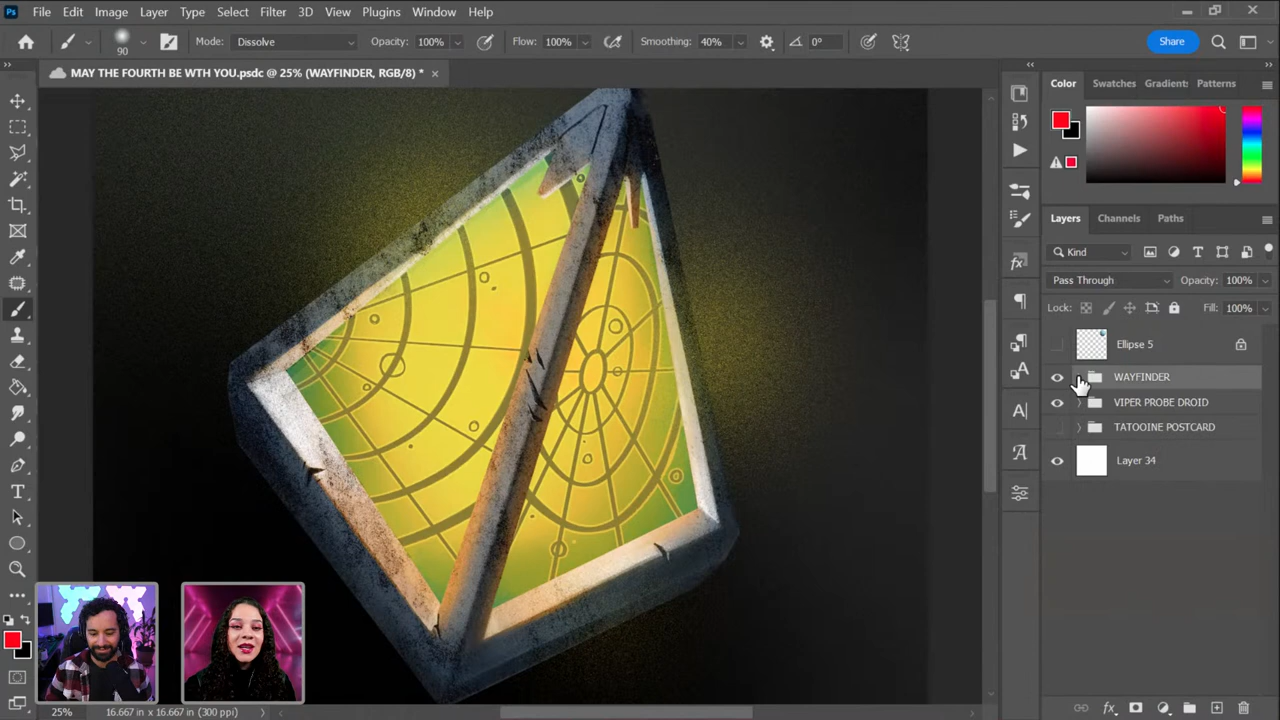 Ps File Edit Image Layer Type Select Filter 3D View Plugins Window Help
90 Mode: Dissolve Opacity: 100% Flow: 100% Smoothing: 40% 0° Share
MAY THE FOURTH BE WTH YOU.psdc @ 25% (WAYFINDER, RGB/8) *
Color Swatches Gradient: Patterns
Layers Channels Paths
Kind
Pass Through Opacity: 100%
Lock: Fill: 100%
Ellipse 5
WAYFINDER
VIPER PROBE DROID
TATOOINE POSTCARD
Layer 34
25% 16.667 in x 16.667 in (300 ppi)